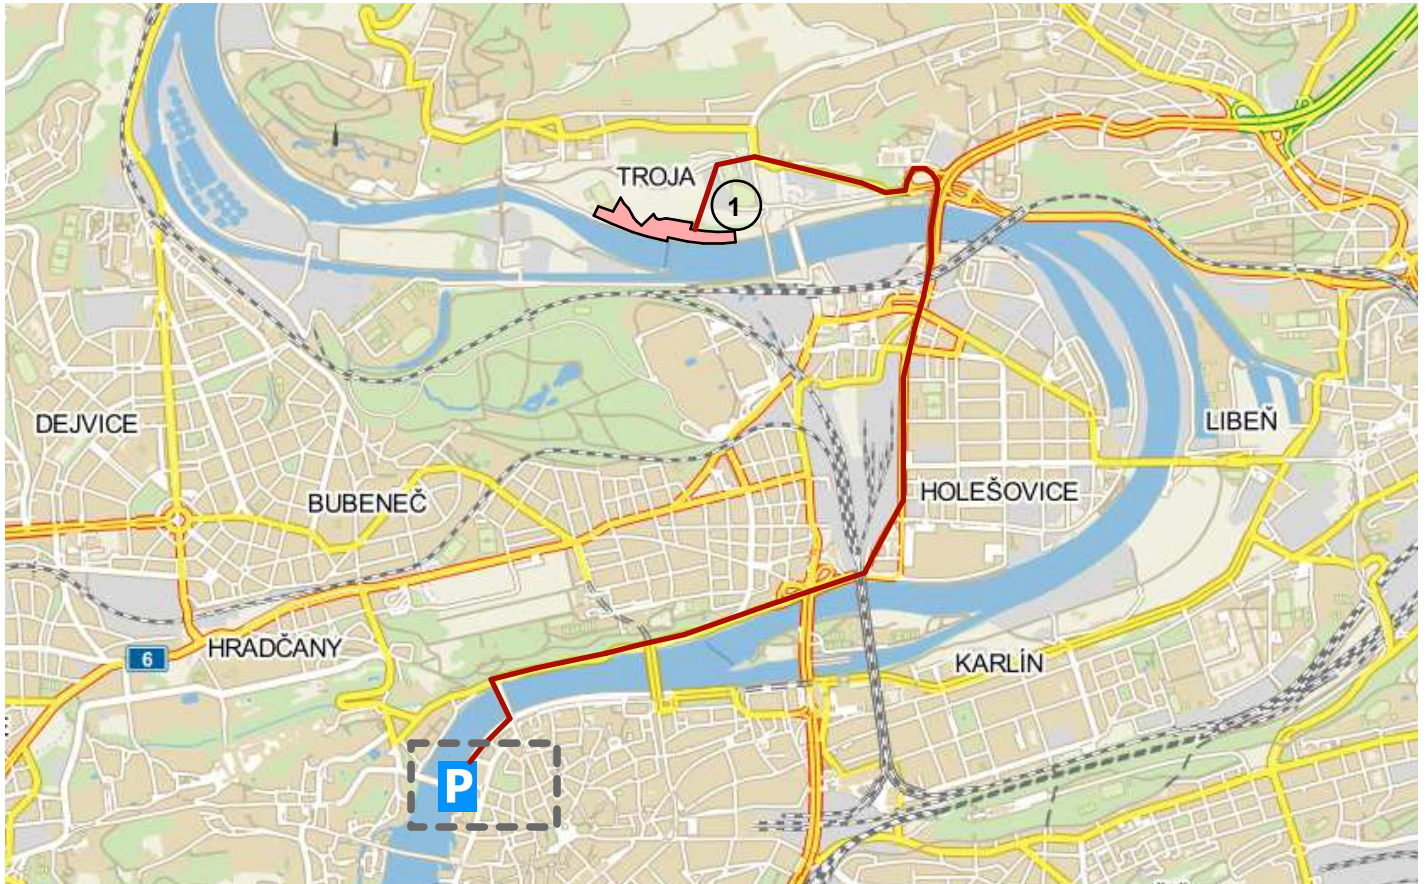 TROJA
1
DEJVICE
LIBEŇ
BUBENEČ
HOLEŠOVICE
HRADČANY
6
KARLÍN
P